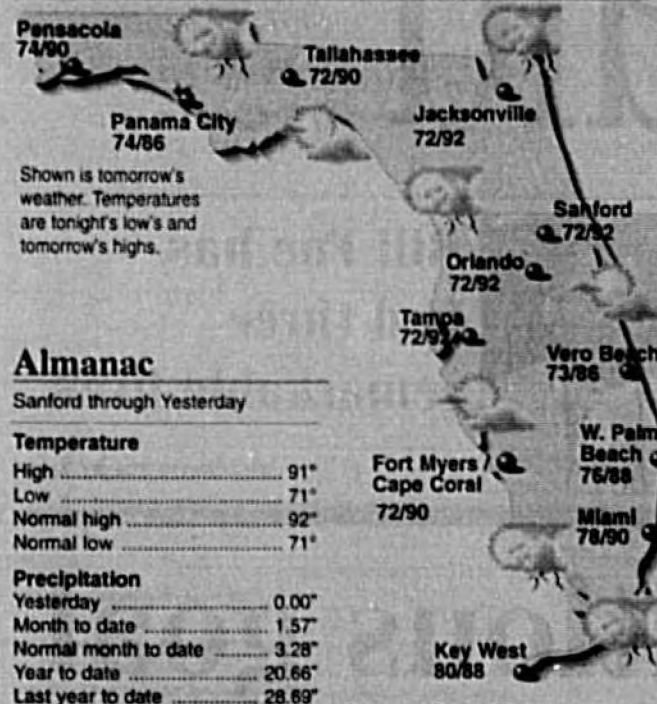 Pensacola
74/90
Tallahassee
72/90
Panama City
74/86
Jacksonville
72/92
Shown is tomorrow's
weather. Temperatures
are tonight's low's and
tomorrow's highs.
Sanford
72/92
Orlando
72/92
Tampa
72/92
Vero Beach
73/86
W. Palm
Beach
76/88
Fort Myers /
Cape Coral
72/90
Miami
78/90
Key West
80/88
Almanac
Sanford through Yesterday
Temperature
High ........................ 91°
Low ........................ 71°
Normal high ........................ 92°
Normal low ........................ 71°
Precipitation
Yesterday ........................ 0.00"
Month to date ........................ 1.57"
Normal month to date ........... 3.28"
Year to date ........................ 20.66"
Last year to date ................. 28.69"